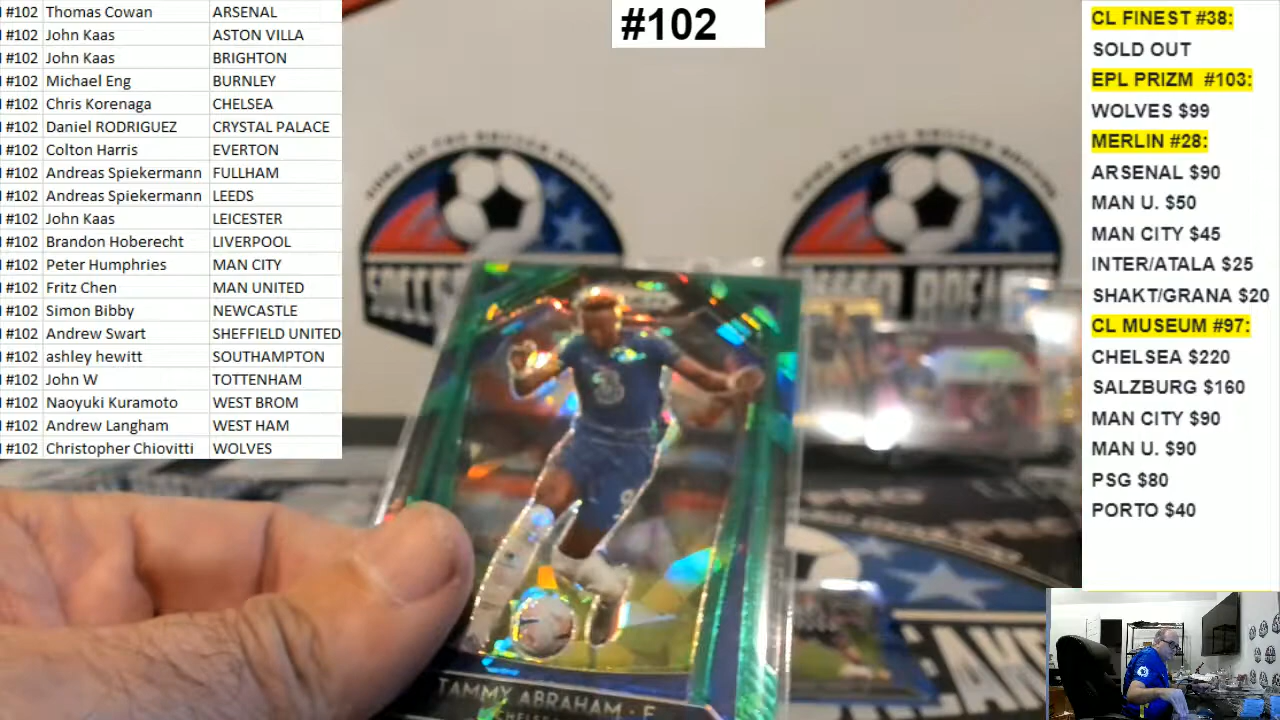 #102 Thomas Cowan ARSENAL
#102 John Kaas ASTON VILLA
#102 John Kaas BRIGHTON
#102 Michael Eng BURNLEY
#102 Chris Korenaga CHELSEA
#102 Daniel RODRIGUEZ CRYSTAL PALACE
#102 Colton Harris EVERTON
#102 Andreas Spiekermann FULLHAM
#102 Andreas Spiekermann LEEDS
#102 John Kaas LEICESTER
#102 Brandon Hoberecht LIVERPOOL
#102 Peter Humphries MAN CITY
#102 Fritz Chen MAN UNITED
#102 Simon Bibby NEWCASTLE
#102 Andrew Swart SHEFFIELD UNITED
#102 ashley hewitt SOUTHAMPTON
#102 John W TOTTENHAM
#102 Naoyuki Kuramoto WEST BROM
#102 Andrew Langham WEST HAM
#102 Christopher Chiovitti WOLVES
#102
TAMMY ABRAHAM - F
CL FINEST #38:
SOLD OUT
EPL PRIZM #103:
WOLVES $99
MERLIN #28:
ARSENAL $90
MAN U. $50
MAN CITY $45
INTER/ATALA $25
SHAKT/GRANA $20
CL MUSEUM #97:
CHELSEA $220
SALZBURG $160
MAN CITY $90
MAN U. $90
PSG $80
PORTO $40